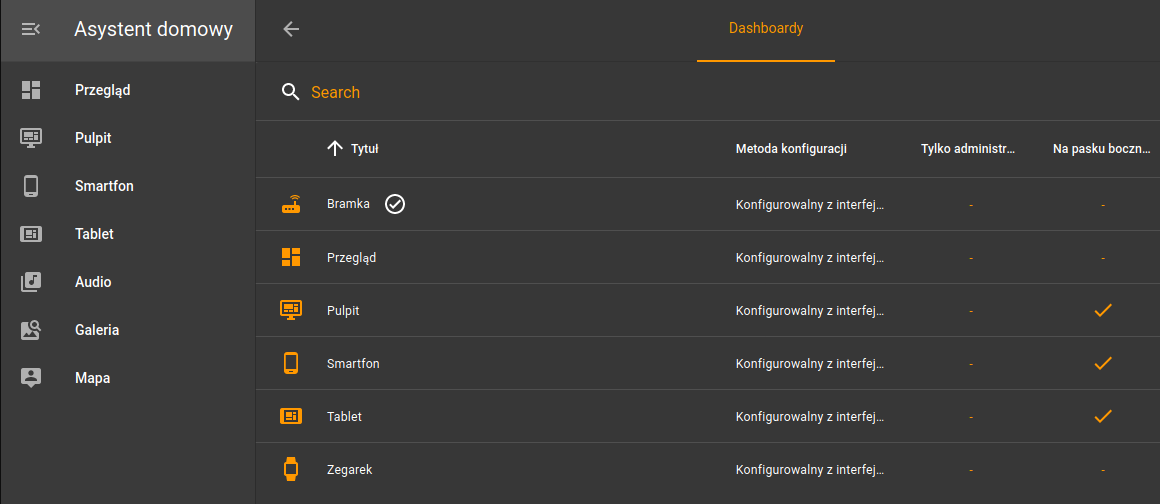 Asystent domowy
Dashboardy
Przegląd
Pulpit
Smartfon
Tablet
Audio
Galeria
Mapa
Search
Tytuł Metoda konfiguracji Tylko administr… Na pasku boczn…
Bramka Konfigurowalny z interfej… - -
Przegląd Konfigurowalny z interfej… - -
Pulpit Konfigurowalny z interfej… -
Smartfon Konfigurowalny z interfej… -
Tablet Konfigurowalny z interfej… -
Zegarek Konfigurowalny z interfej… - -